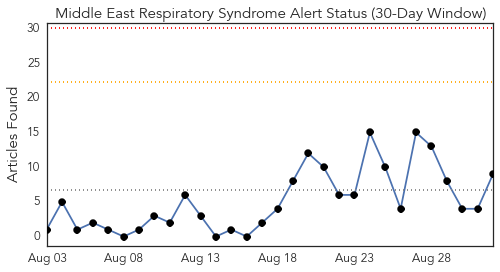 Middle East Respiratory Syndrome Alert Status (30-Day Window)
Articles Found
30
25
20
15
10
5
0
Aug 03 Aug 08 Aug 13 Aug 18 Aug 23 Aug 28